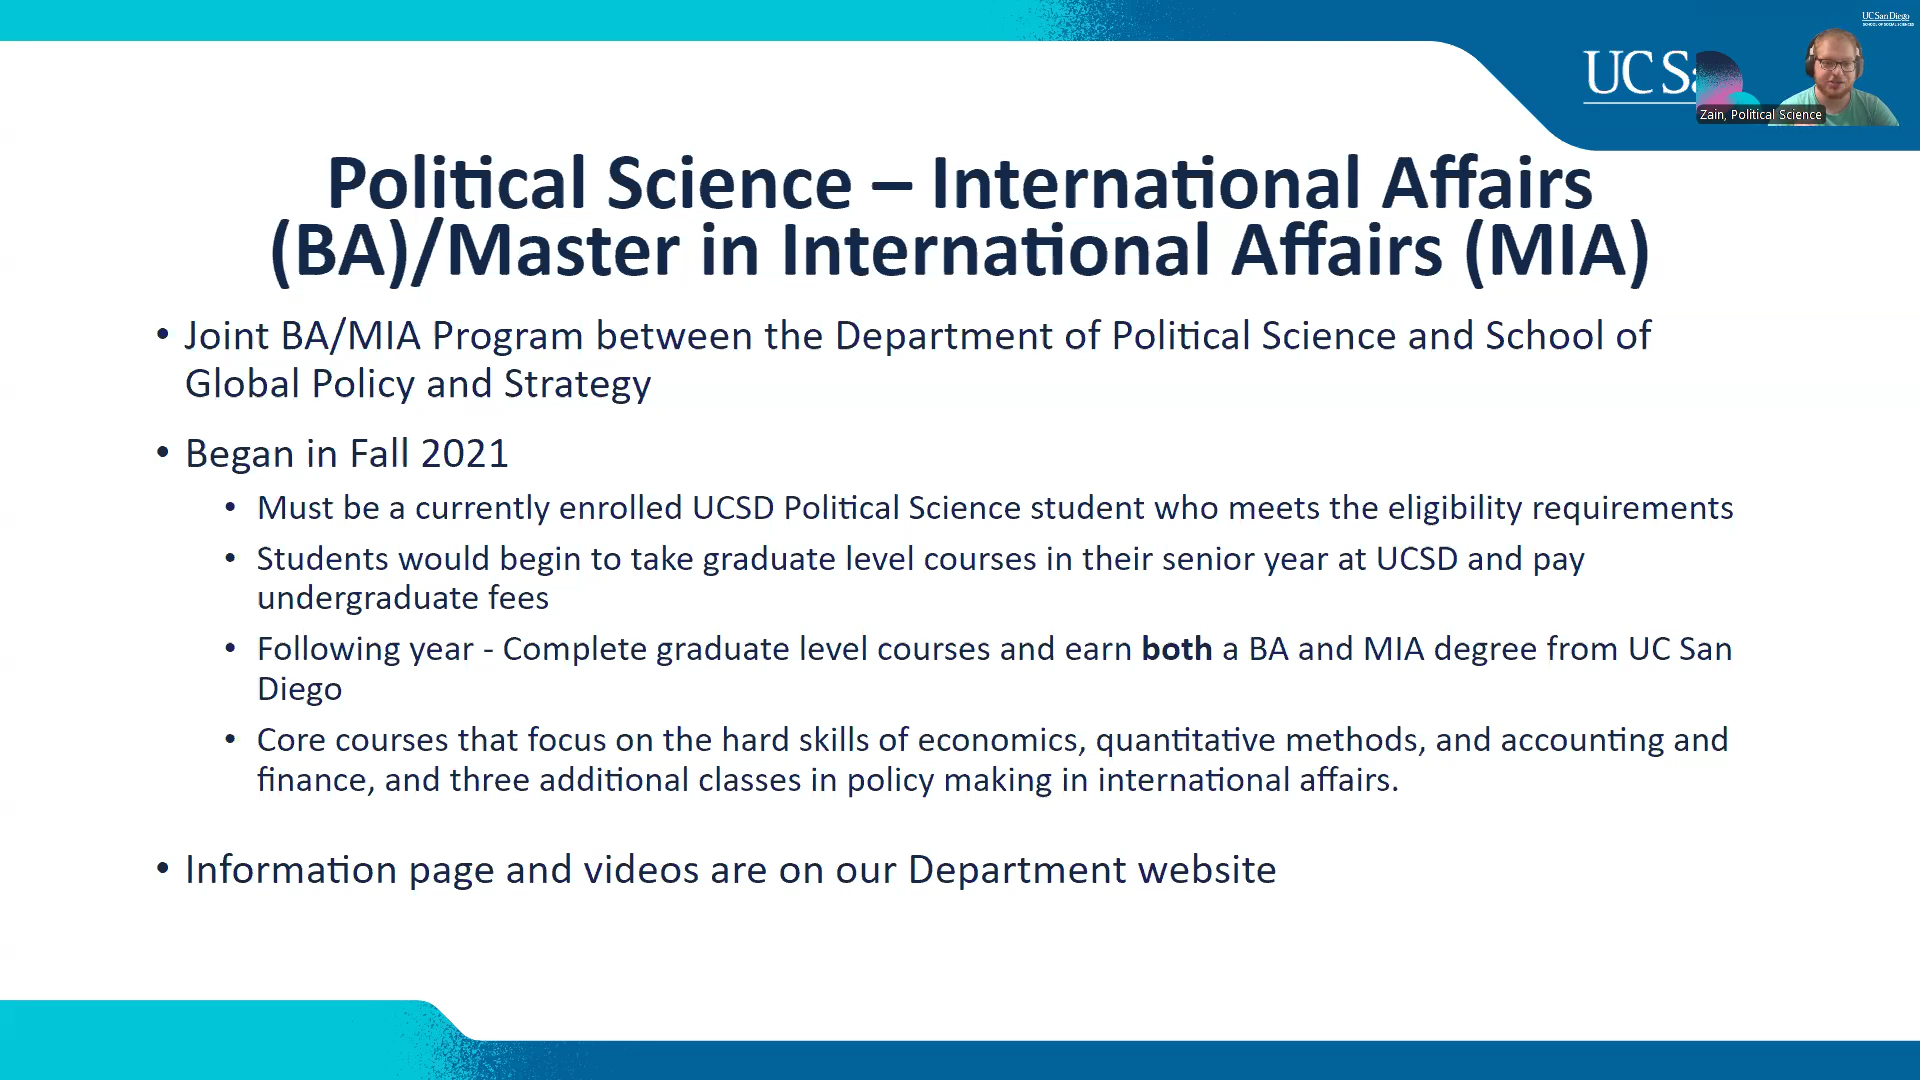 UC San Diego
SCHOOL OF SOCIAL SCIENCES
UC Sa
Zain, Political Science
Political Science – International Affairs
(BA)/Master in International Affairs (MIA)
• Joint BA/MIA Program between the Department of Political Science and School of
Global Policy and Strategy
• Began in Fall 2021
• Must be a currently enrolled UCSD Political Science student who meets the eligibility requirements
• Students would begin to take graduate level courses in their senior year at UCSD and pay
undergraduate fees
• Following year - Complete graduate level courses and earn both a BA and MIA degree from UC San
Diego
• Core courses that focus on the hard skills of economics, quantitative methods, and accounting and
finance, and three additional classes in policy making in international affairs.
• Information page and videos are on our Department website